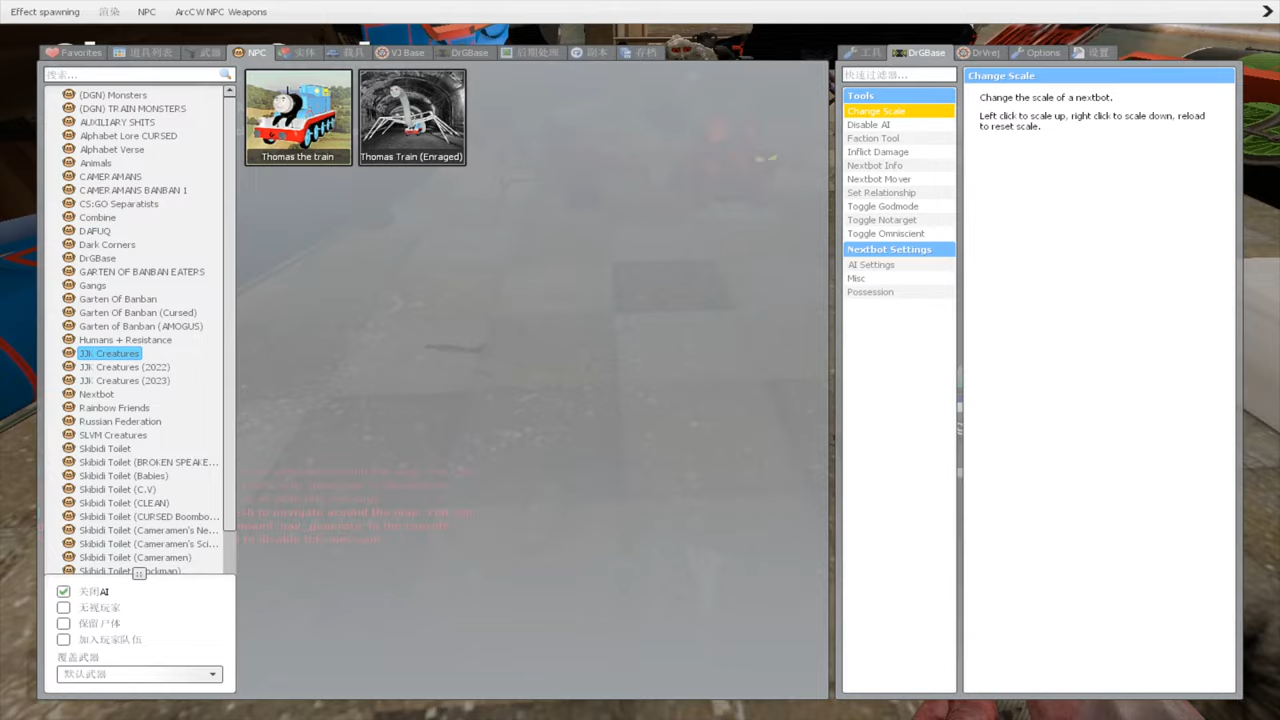 Effect spawning 渲染 NPC ArcCW NPC Weapons
Favorites 道具列表 武器 NPC 实体 载具 VJ Base DrGBase 后期处理 副本 存档
工具 DrGBase DrVrej Options 设置
搜索...
(DGN) Monsters
(DGN) TRAIN MONSTERS
AUXILIARY SHITS
Alphabet Lore CURSED
Alphabet Verse
Animals
CAMERAMANS
CAMERAMANS BANBAN 1
CS:GO Separatists
Combine
DAFUQ
Dark Corners
DrGBase
GARTEN OF BANBAN EATERS
Gangs
Garten Of Banban
Garten Of Banban (Cursed)
Garten of Banban (AMOGUS)
Humans + Resistance
JJK Creatures
JJK Creatures (2022)
JJK Creatures (2023)
Nextbot
Rainbow Friends
Russian Federation
SLVM Creatures
Skibidi Toilet
Skibidi Toilet (BROKEN SPEAKE...
Skibidi Toilet (Babies)
Skibidi Toilet (C.V)
Skibidi Toilet (CLEAN)
Skibidi Toilet (CURSED Boombo...
Skibidi Toilet (Cameramen's Ne...
Skibidi Toilet (Cameramen's Sci...
Skibidi Toilet (Cameramen)
关闭AI
无视玩家
保留尸体
加入玩家队伍
覆盖武器
默认武器
Thomas the train
Thomas Train (Enraged)
快速过滤器...
Tools
Change Scale
Disable AI
Faction Tool
Inflict Damage
Nextbot Info
Nextbot Mover
Set Relationship
Toggle Godmode
Toggle Notarget
Toggle Omniscient
Nextbot Settings
AI Settings
Misc
Possession
Change Scale
Change the scale of a nextbot.
Left click to scale up, right click to scale down, reload
to reset scale.